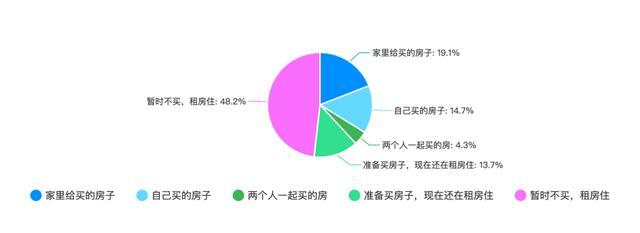 家里给买的房子: 19.1%
暂时不买，租房住: 48.2%
自己买的房子: 14.7%
两个人一起买的房: 4.3%
准备买房子，现在还在租房住: 13.7%
家里给买的房子
自己买的房子
两个人一起买的房
准备买房子，现在还在租房住
暂时不买，租房住